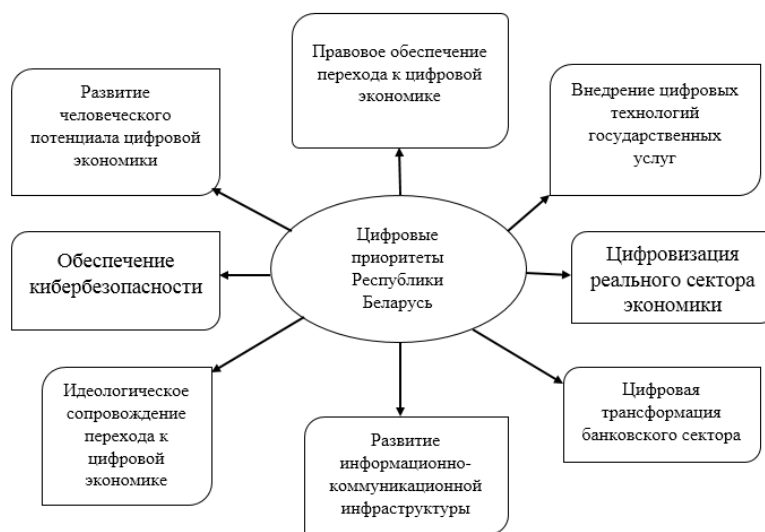 Правовое обеспечение
перехода к цифровой
экономике
Развитие
человеческого
потенциала цифровой
экономики
Внедрение цифровых
технологий
государственных
услуг
Цифровые
приоритеты
Республики
Беларусь
Обеспечение
кибербезопасности
Цифровизация
реального сектора
экономики
Идеологическое
сопровождение
перехода к
цифровой
экономике
Развитие
информационно-
коммуникационной
инфраструктуры
Цифровая
трансформация
банковского сектора